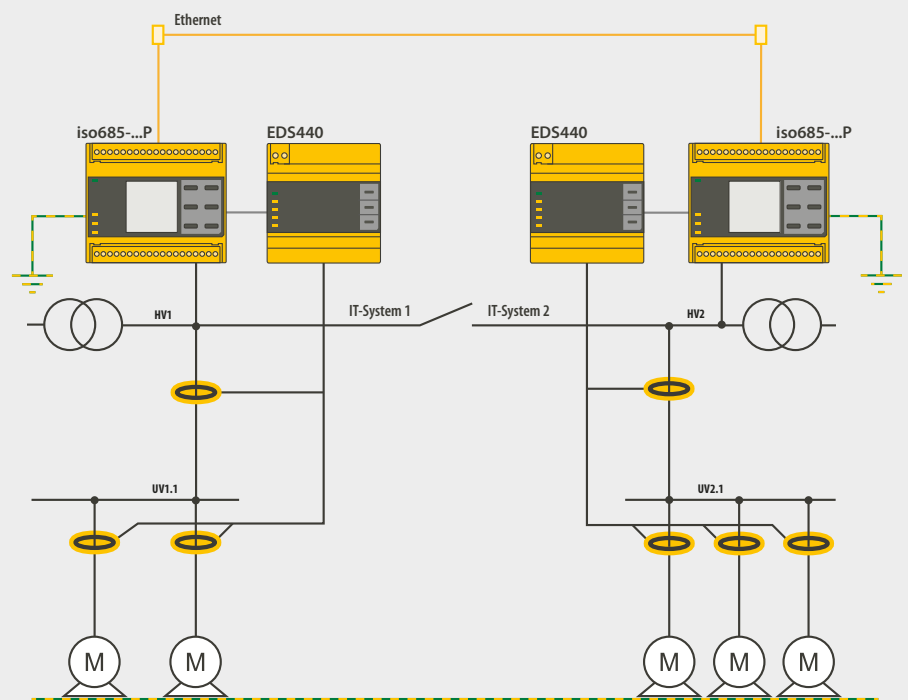 Ethernet
iso685-...P
EDS440
EDS440
iso685-...P
HV1
IT-System 1
IT-System 2
HV2
UV1.1
UV2.1
M
M
M
M
M